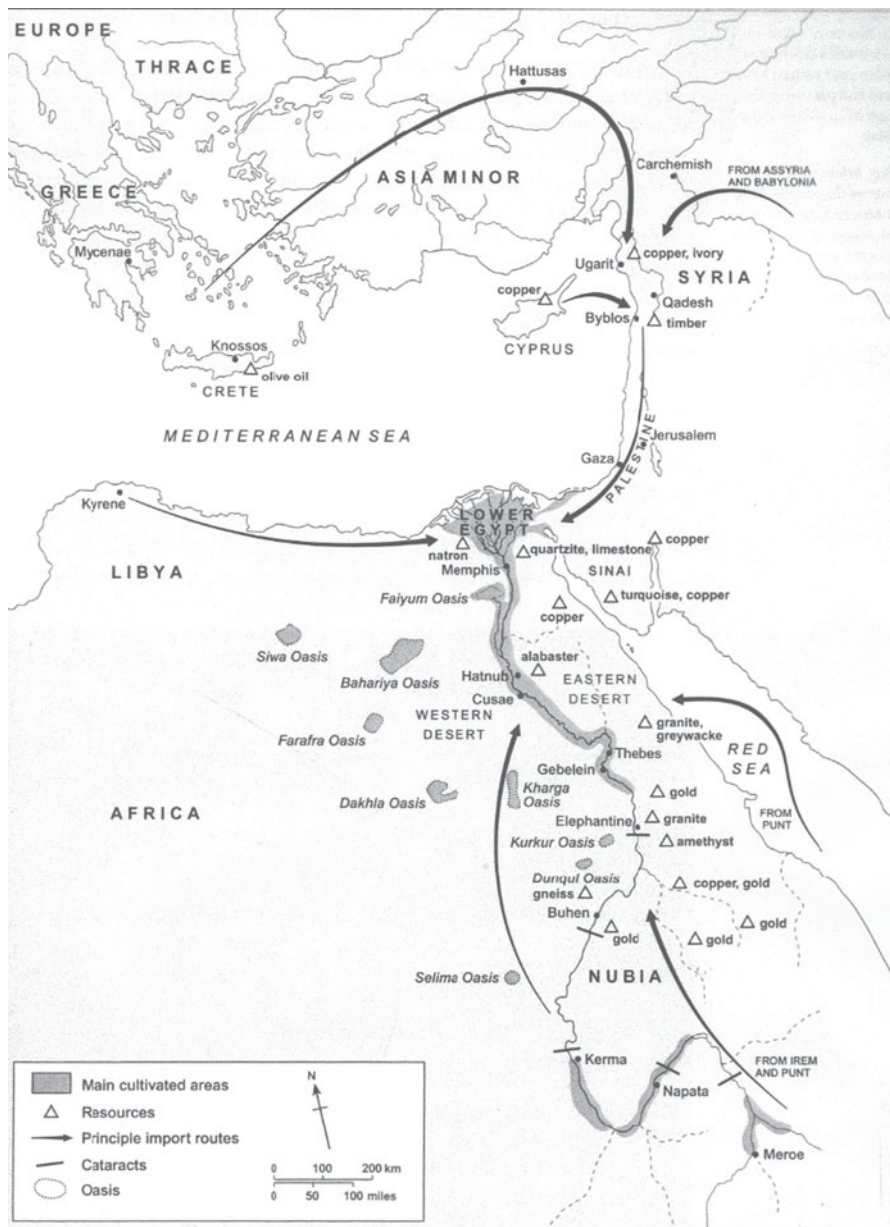 EUROPE
THRACE
Hattusas
Carchemish
FROM ASSYRIA
AND BABYLONIA
ASIA MINOR
GREECE
Mycenae
copper, ivory
Ugarit
SYRIA
copper
Qadesh
Byblos
timber
CYPRUS
Knossos
olive oil
CRETE
MEDITERRANEAN SEA
Jerusalem
Gaza
PALESTINE
Kyrene
LOWER
EGYPT
natron
quartzite, limestone
copper
Memphis
SINAI
LIBYA
Faiyum Oasis
turquoise, copper
copper
Siwa Oasis
Bahariya Oasis
alabaster
Hatnub
EASTERN
DESERT
Cusae
WESTERN
DESERT
Farafra Oasis
granite,
greywacke
RED
SEA
Thebes
Gebelein
Dakhla Oasis
Kharga
Oasis
gold
AFRICA
granite
FROM
PUNT
Elephantine
Kurkur Oasis
amethyst
Dunqul Oasis
gneiss
copper, gold
Buhen
gold
gold
gold
Selima Oasis
NUBIA
Kerma
FROM IREM
AND PUNT
Napata
Meroe
Main cultivated areas
Resources
Principle import routes
Cataracts
Oasis
N
0 100 200 km
0 50 100 miles